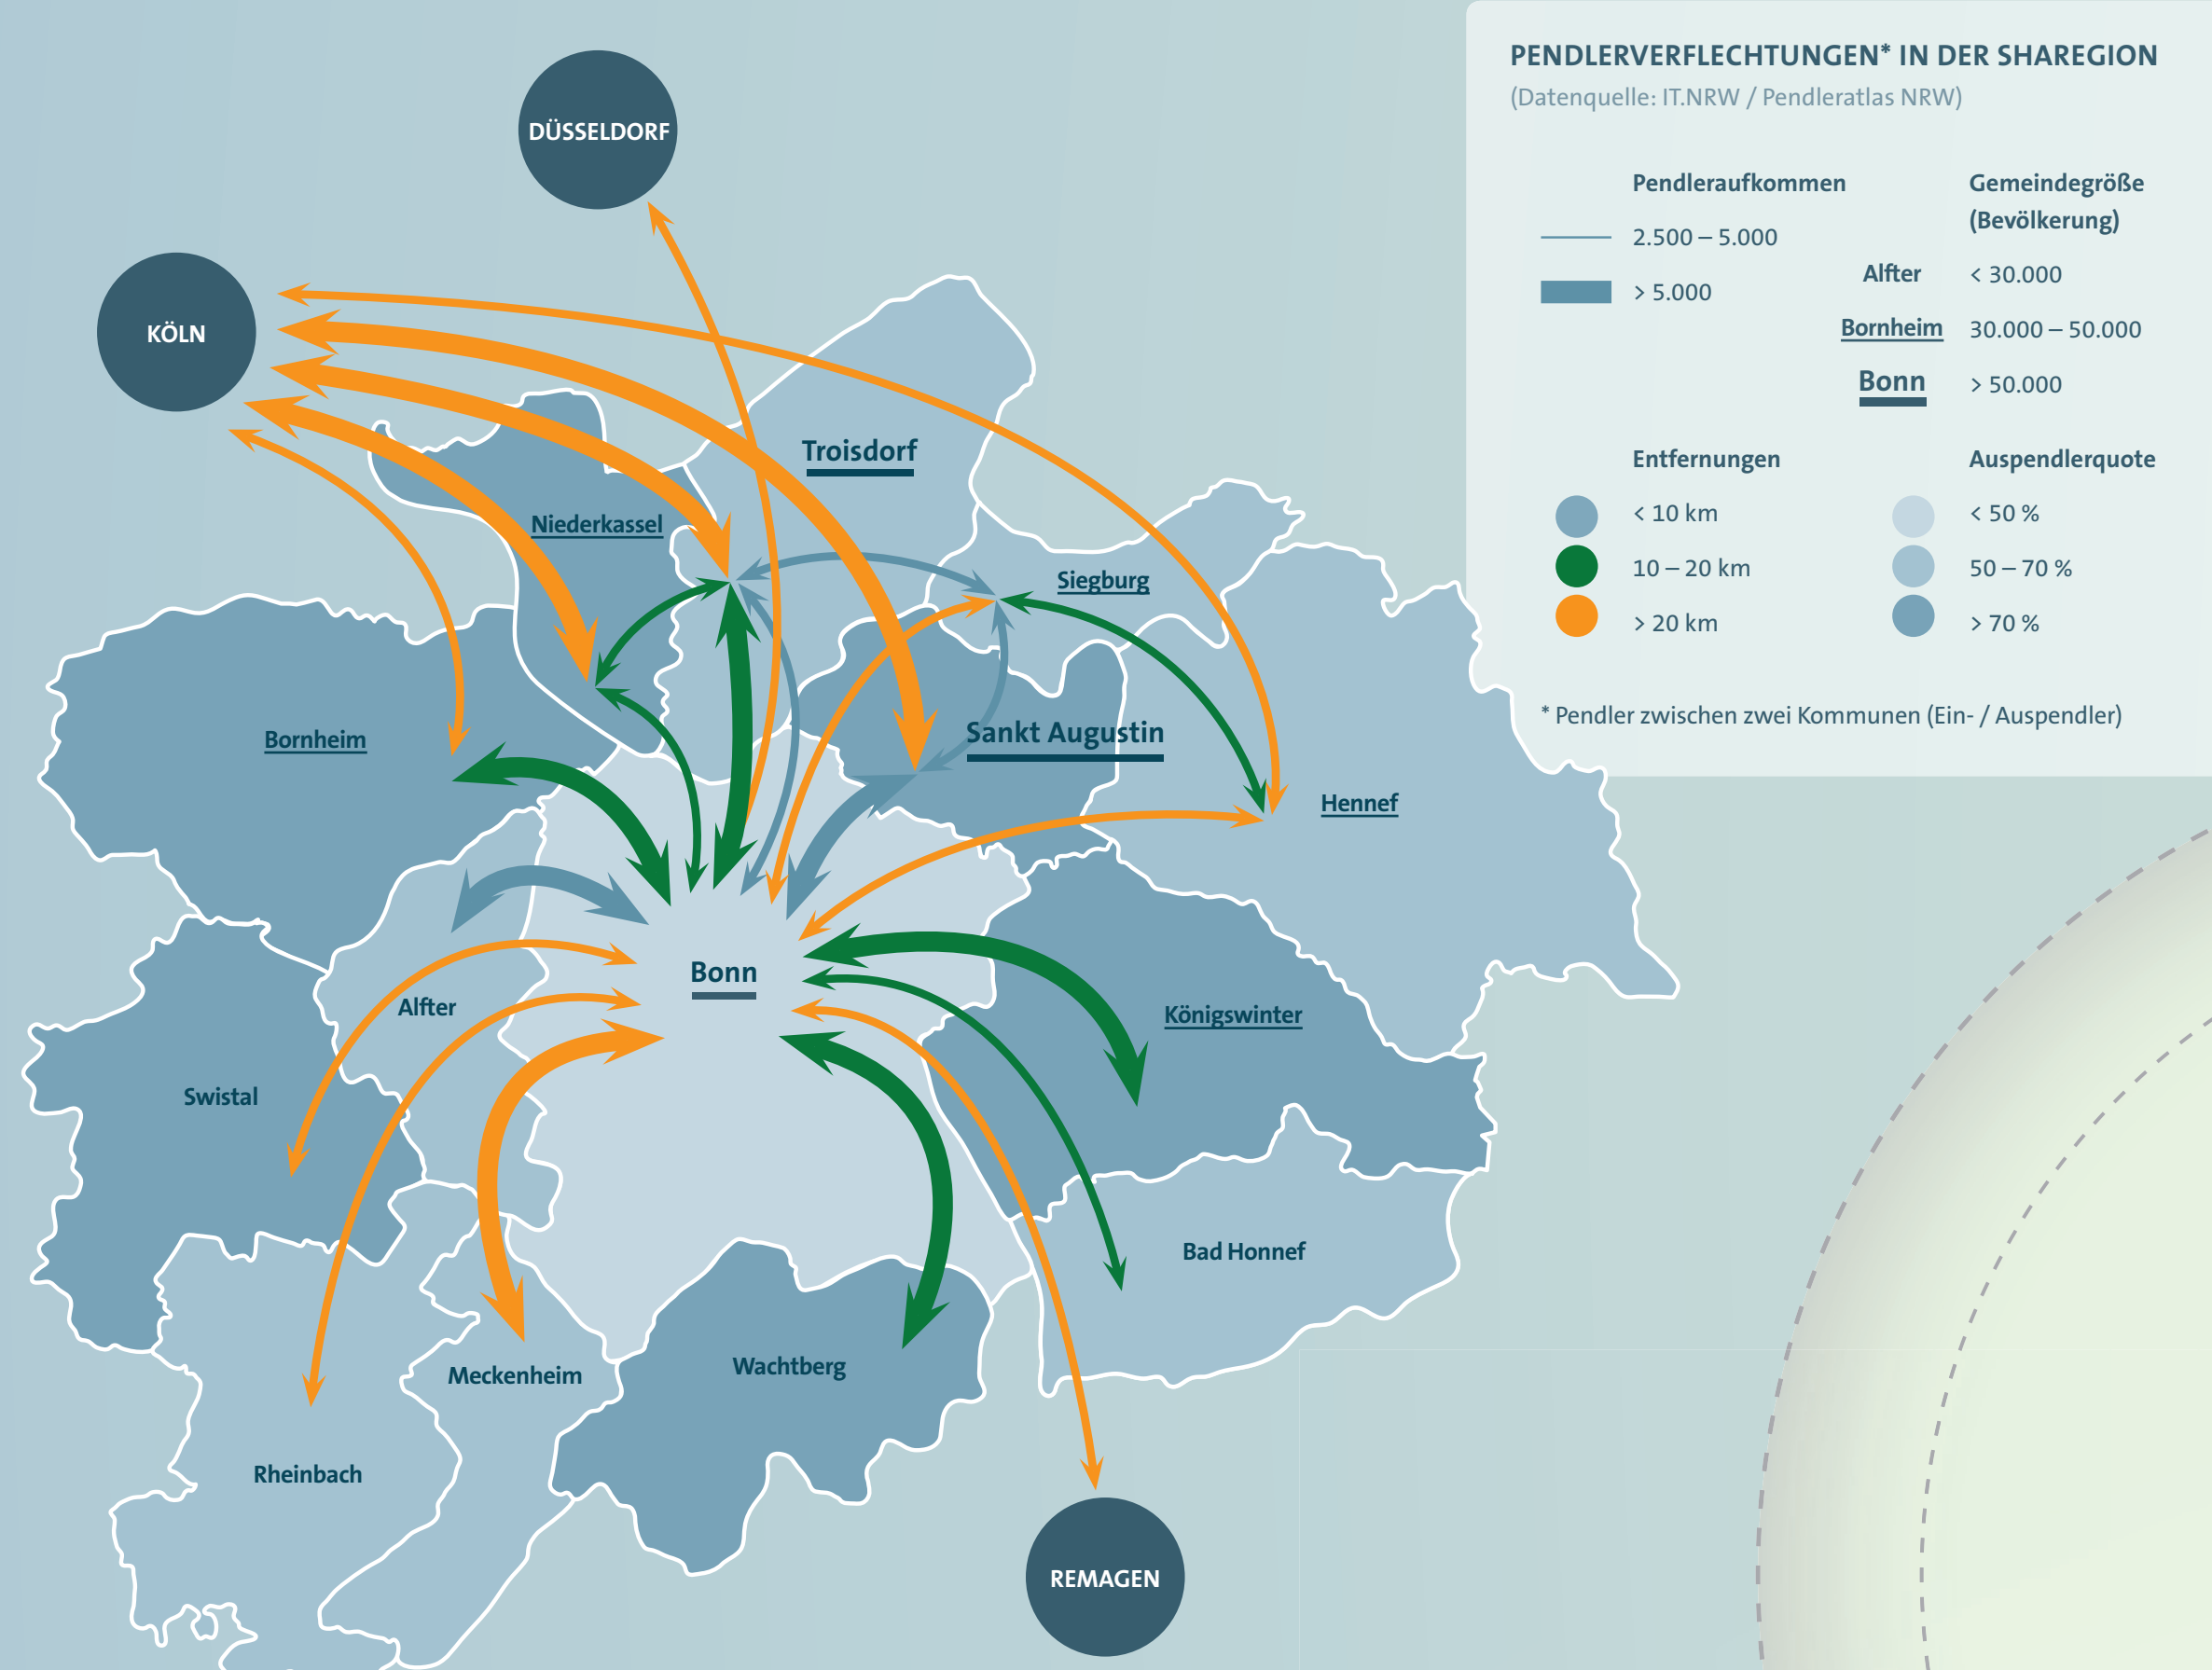 PENDLERVERFLECHTUNGEN* IN DER SHAREGION
(Datenquelle: IT.NRW / Pendleratlas NRW)
Pendleraufkommen
2.500 – 5.000
> 5.000
Gemeindegröße
(Bevölkerung)
Alfter < 30.000
Bornheim 30.000 – 50.000
Bonn > 50.000
Entfernungen
< 10 km
10 – 20 km
> 20 km
Auspendlerquote
< 50 %
50 – 70 %
> 70 %
* Pendler zwischen zwei Kommunen (Ein- / Auspendler)
DÜSSELDORF
KÖLN
Troisdorf
Niederkassel
Siegburg
Sankt Augustin
Bornheim
Hennef
Bonn
Alfter
Königswinter
Swistal
Bad Honnef
Wachtberg
Meckenheim
Rheinbach
REMAGEN